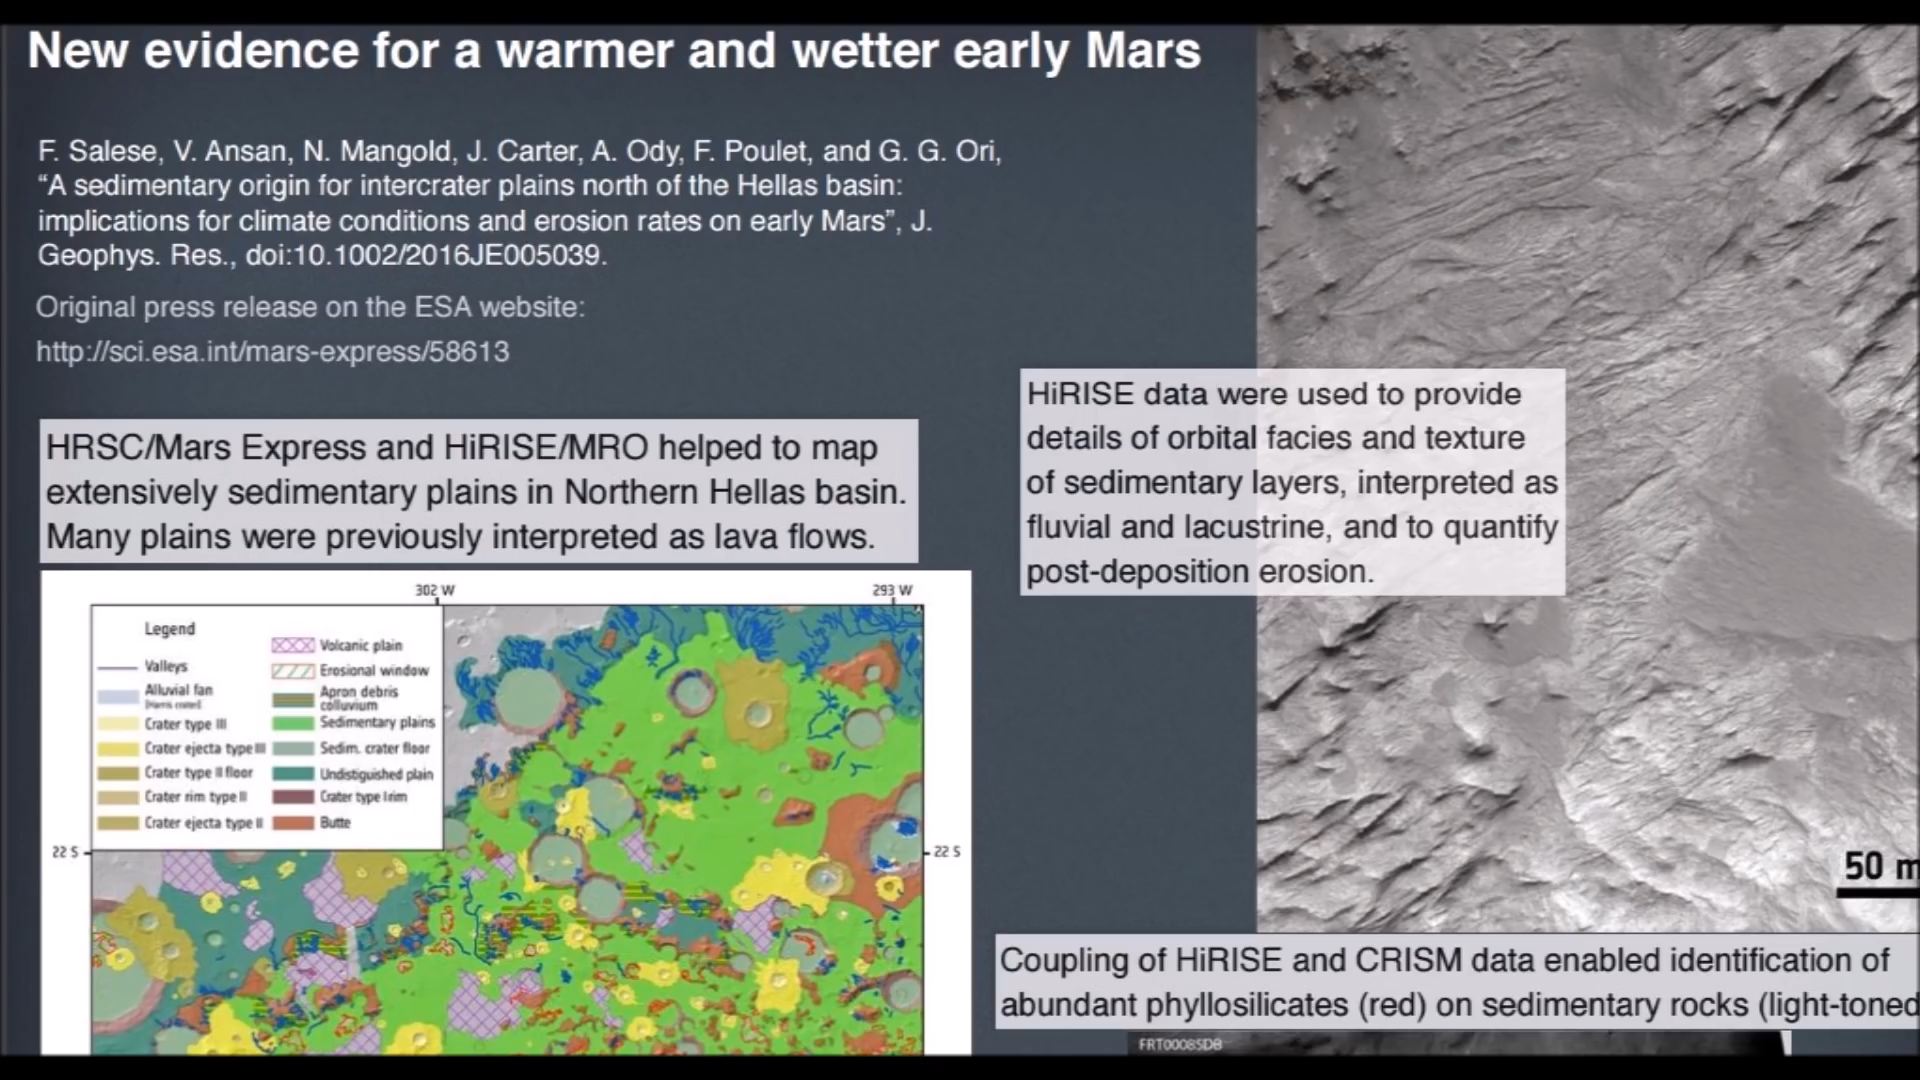 New evidence for a warmer and wetter early Mars
F. Salese, V. Ansan, N. Mangold, J. Carter, A. Ody, F. Poulet, and G. G. Ori,
“A sedimentary origin for intercrater plains north of the Hellas basin:
implications for climate conditions and erosion rates on early Mars”, J.
Geophys. Res., doi:10.1002/2016JE005039.
Original press release on the ESA website:
http://sci.esa.int/mars-express/58613
HRSC/Mars Express and HiRISE/MRO helped to map
extensively sedimentary plains in Northern Hellas basin.
Many plains were previously interpreted as lava flows.
HiRISE data were used to provide
details of orbital facies and texture
of sedimentary layers, interpreted as
fluvial and lacustrine, and to quantify
post-deposition erosion.
302 W
293 W
Legend
Valleys
Alluvial fan
(Harris crater)
Crater type III
Crater ejecta type III
Crater type II floor
Crater rim type II
Crater ejecta type II
Volcanic plain
Erosional window
Apron debris
colluvium
Sedimentary plains
Sedim. crater floor
Undistiguished plain
Crater type I rim
Butte
22 S
22 S
50 m
Coupling of HiRISE and CRISM data enabled identification of
abundant phyllosilicates (red) on sedimentary rocks (light-toned
FRT000085DB